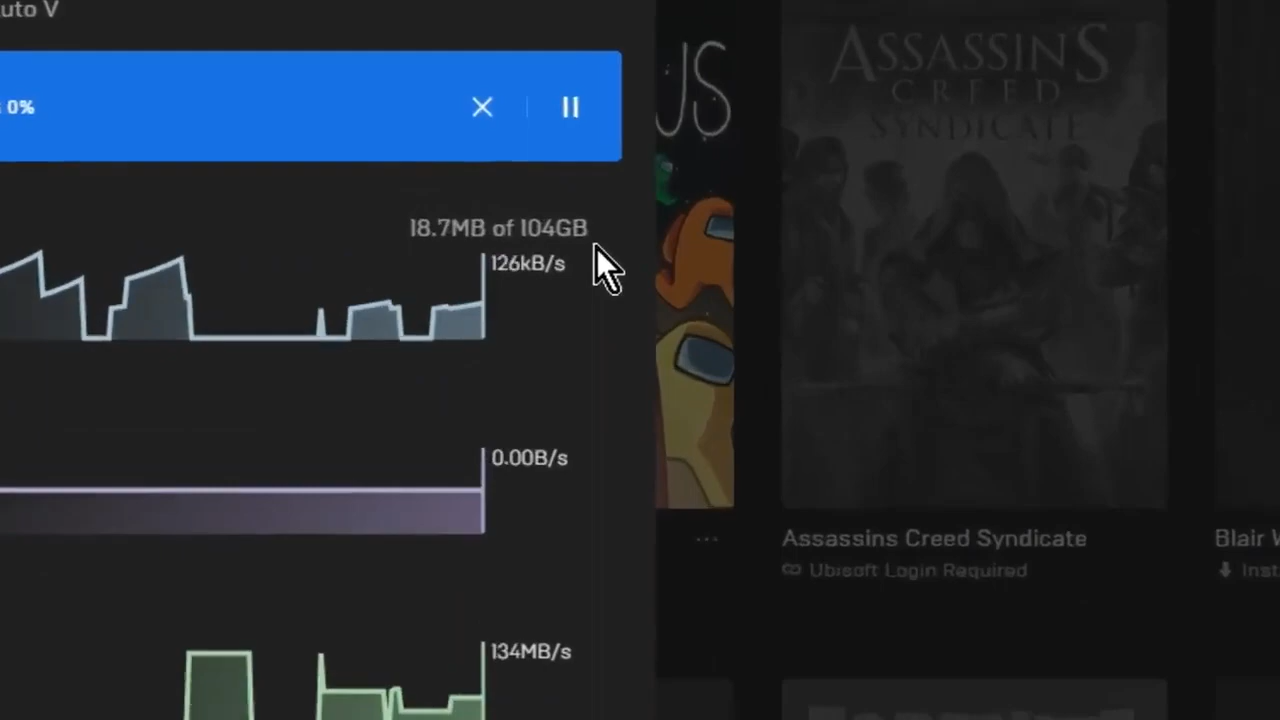 uto V
0%
18.7MB of 104GB
126kB/s
0.00B/s
134MB/s
US
ASSASSIN'S
CREED
SYNDICATE
...
Assassins Creed Syndicate
Ubisoft Login Required
Blair
Inst